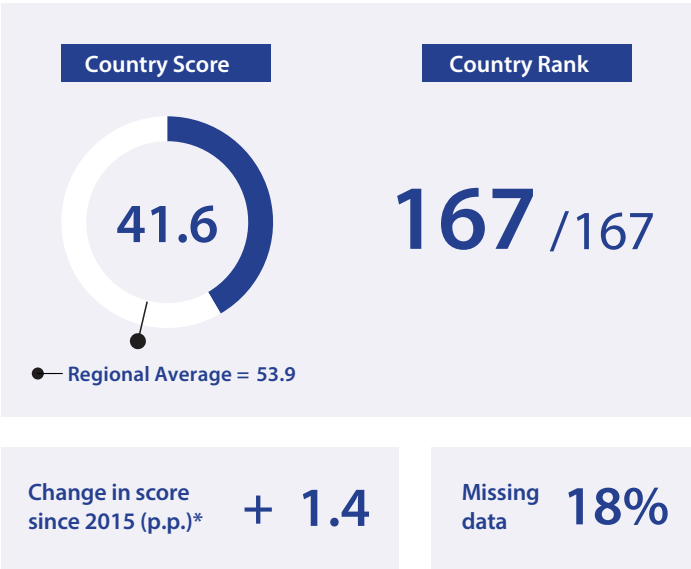 Country Score
Country Rank
41.6
167 /167
Regional Average = 53.9
Change in score
since 2015 (p.p.)*
+ 1.4
Missing
data
18%